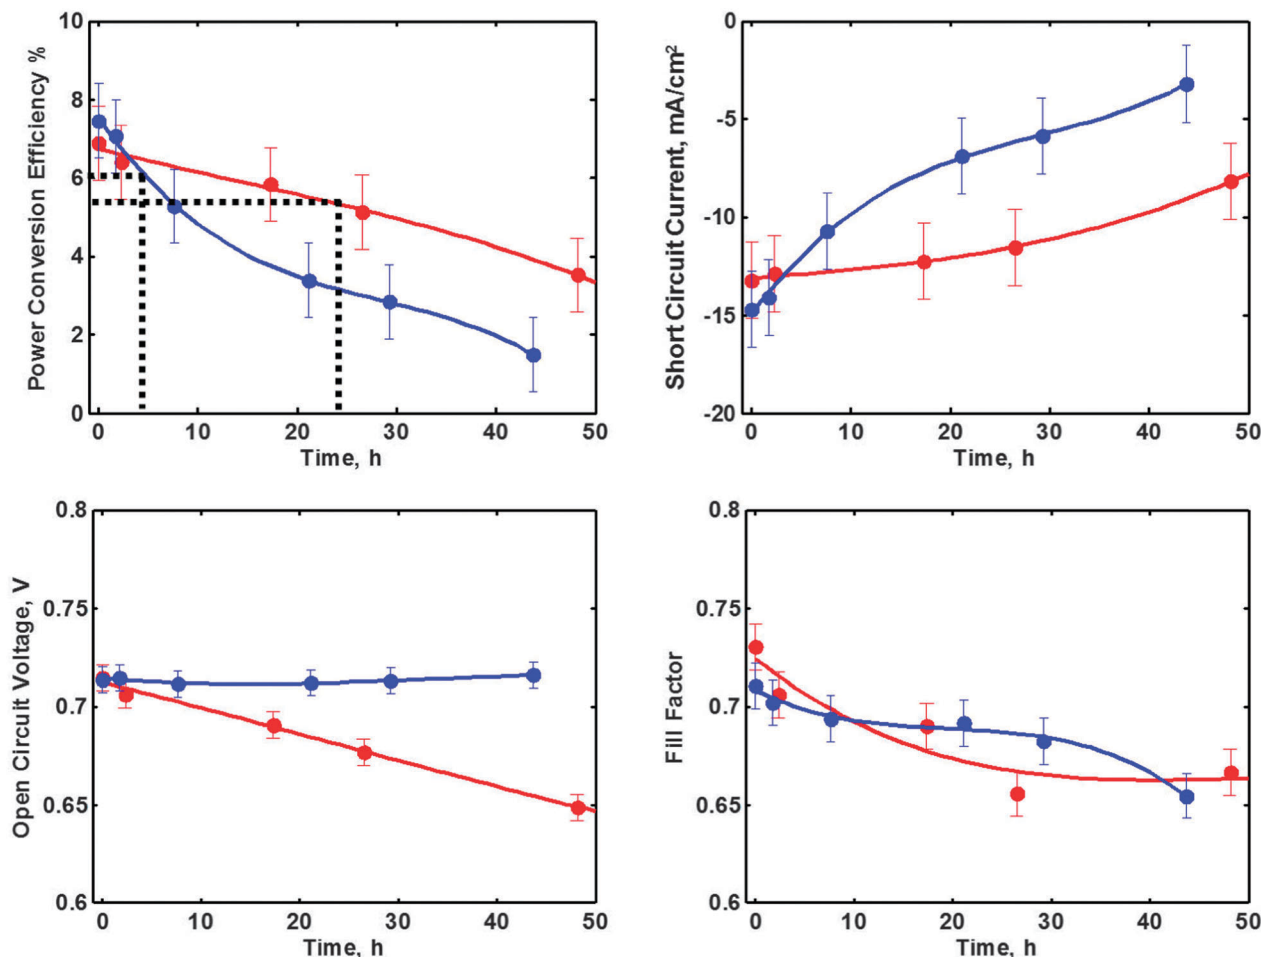 Power Conversion Efficiency %
10
8
6
4
2
0
0 10 20 30 40 50
Time, h
Short Circuit Current, mA/cm²
-0
-5
-10
-15
-20
0 10 20 30 40 50
Time, h
Open Circuit Voltage, V
0.8
0.75
0.7
0.65
0.6
0 10 20 30 40 50
Time, h
Fill Factor
0.8
0.75
0.7
0.65
0.6
0 10 20 30 40 50
Time, h